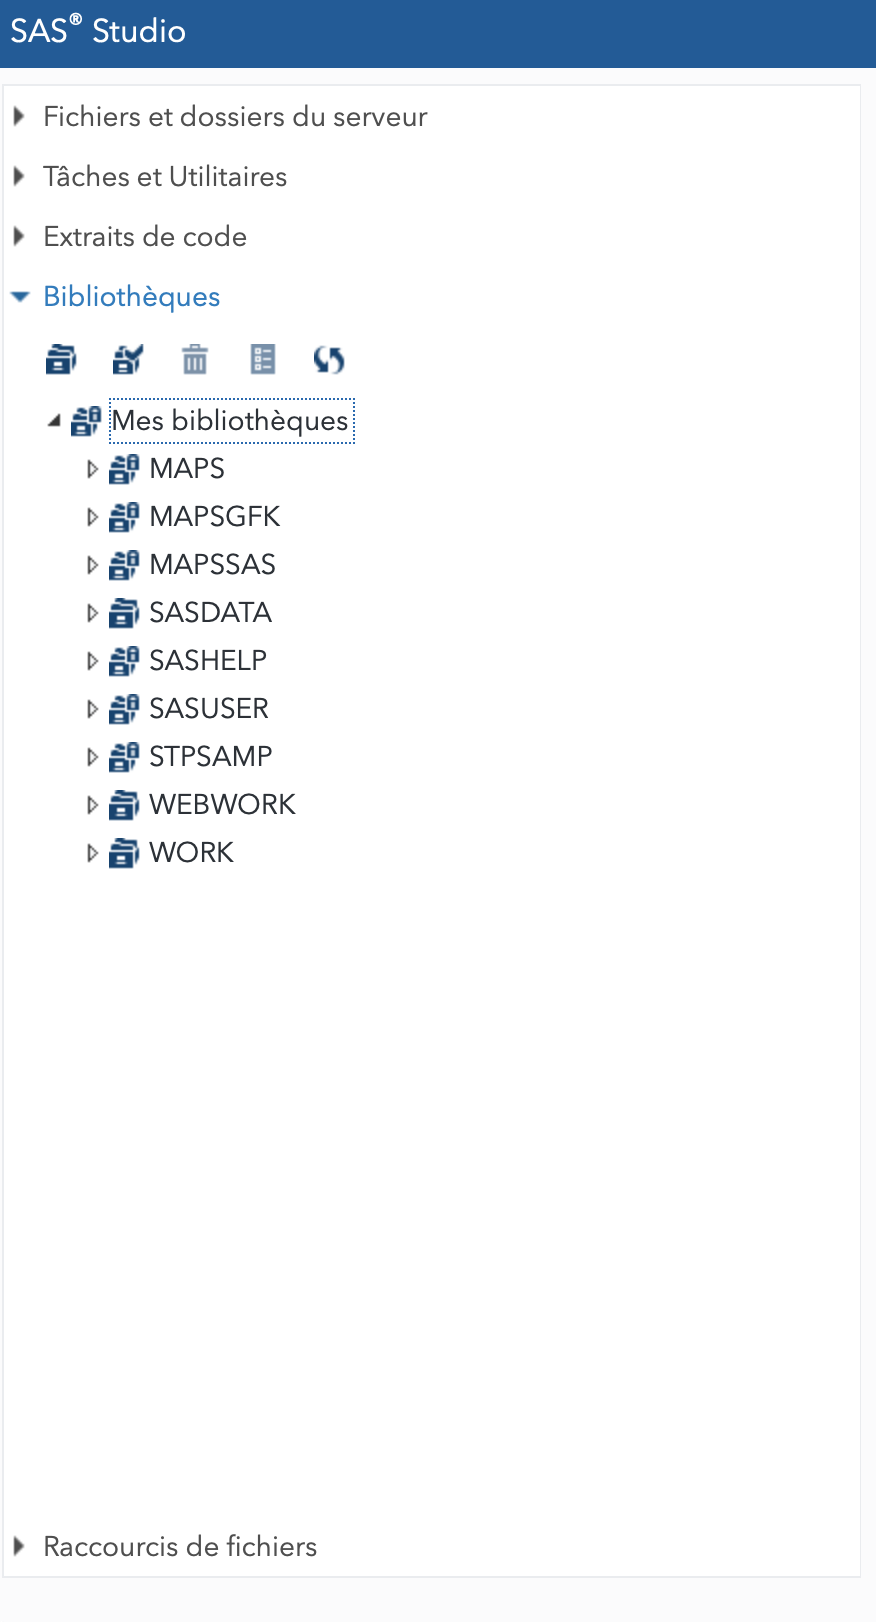 SAS® Studio
Fichiers et dossiers du serveur
Tâches et Utilitaires
Extraits de code
Bibliothèques
Mes bibliothèques
MAPS
MAPSGFK
MAPSSAS
SASDATA
SASHELP
SASUSER
STPSAMP
WEBWORK
WORK
Raccourcis de fichiers